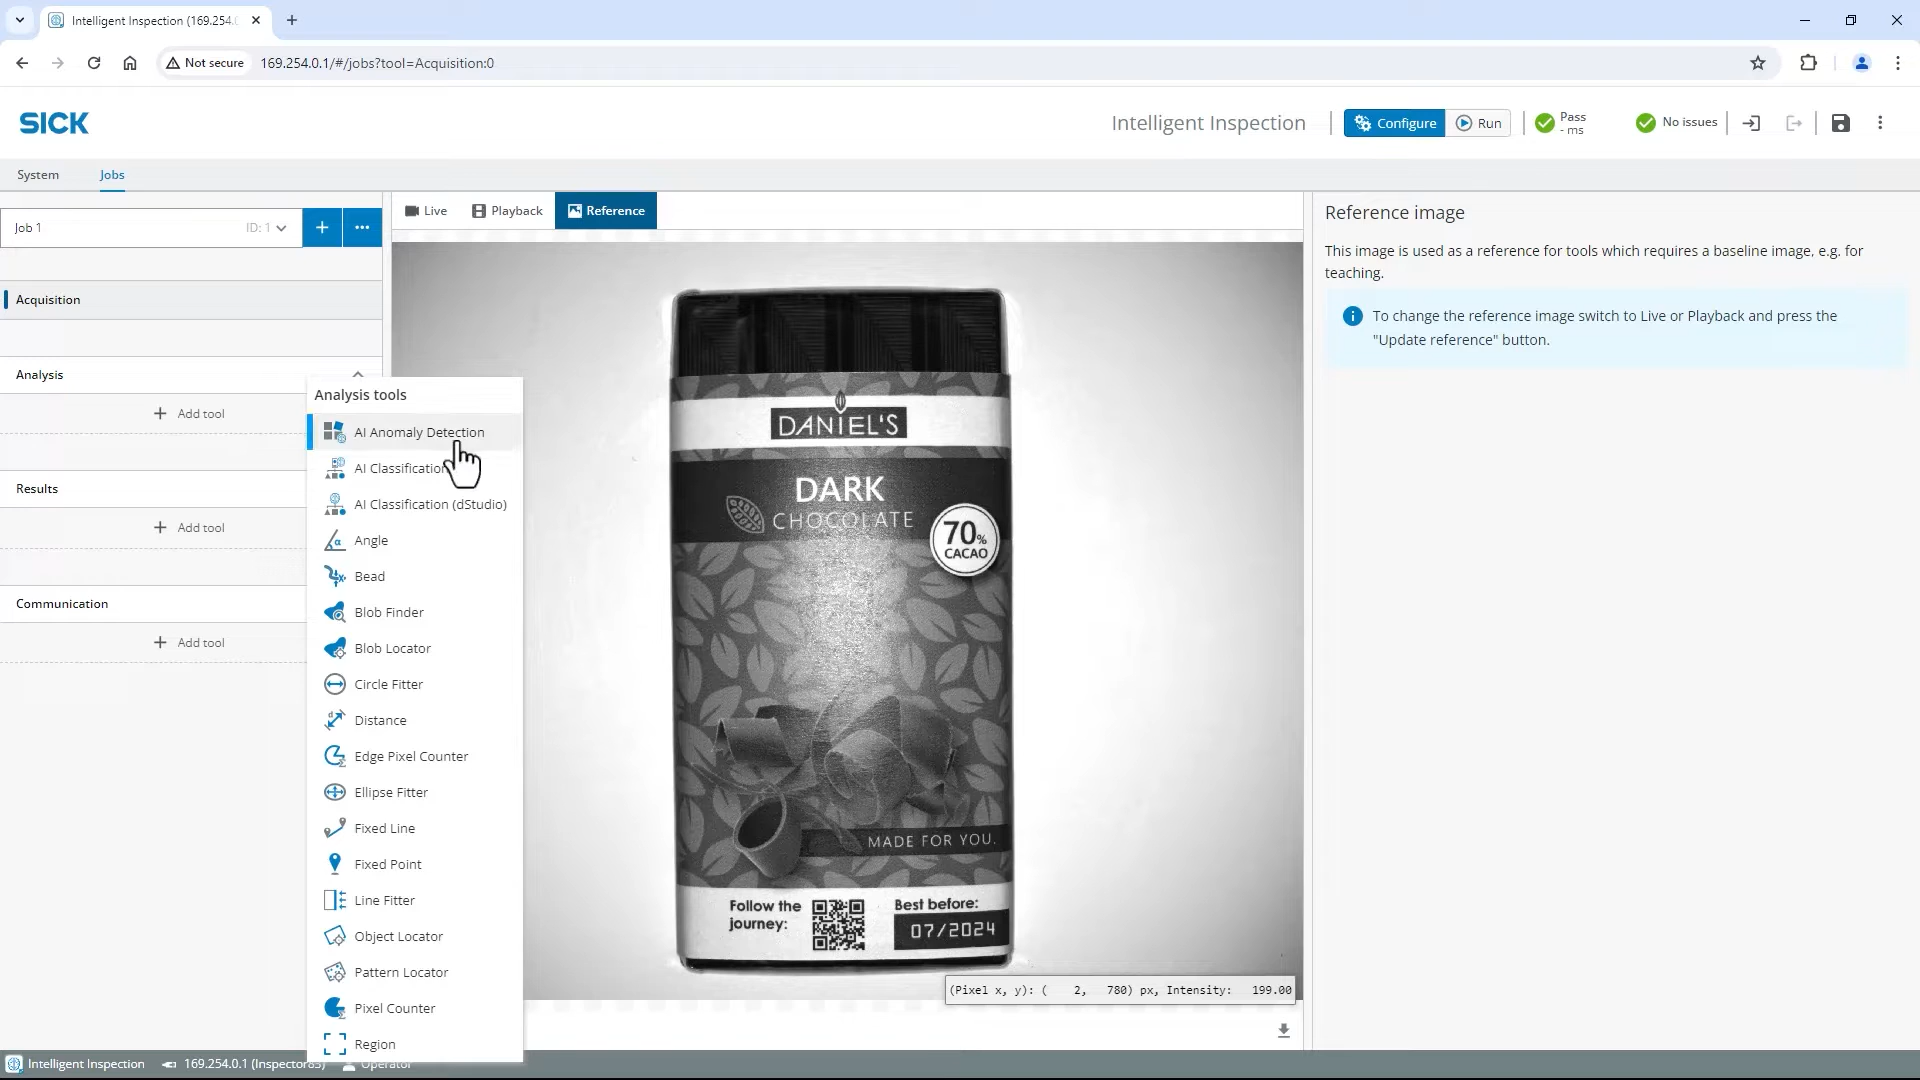 Intelligent Inspection (169.254.
Not secure
169.254.0.1/#/jobs?tool=Acquisition:0
SICK
Intelligent Inspection
Configure
Run
Pass
- ms
No issues
System
Jobs
Job 1
ID: 1
Acquisition
Analysis
Add tool
Results
Add tool
Communication
Add tool
Analysis tools
AI Anomaly Detection
AI Classification
AI Classification (dStudio)
Angle
Bead
Blob Finder
Blob Locator
Circle Fitter
Distance
Edge Pixel Counter
Ellipse Fitter
Fixed Line
Fixed Point
Line Fitter
Object Locator
Pattern Locator
Pixel Counter
Region
Live
Playback
Reference
DANIEL'S
DARK
CHOCOLATE
70%
CACAO
MADE FOR YOU.
Follow the
journey:
Best before:
07/2024
(Pixel x, y): ( 2, 780) px, Intensity: 199.00
Reference image
This image is used as a reference for tools which requires a baseline image, e.g. for
teaching.
To change the reference image switch to Live or Playback and press the
"Update reference" button.
Intelligent Inspection
169.254.0.1 (Inspector83)
Operator